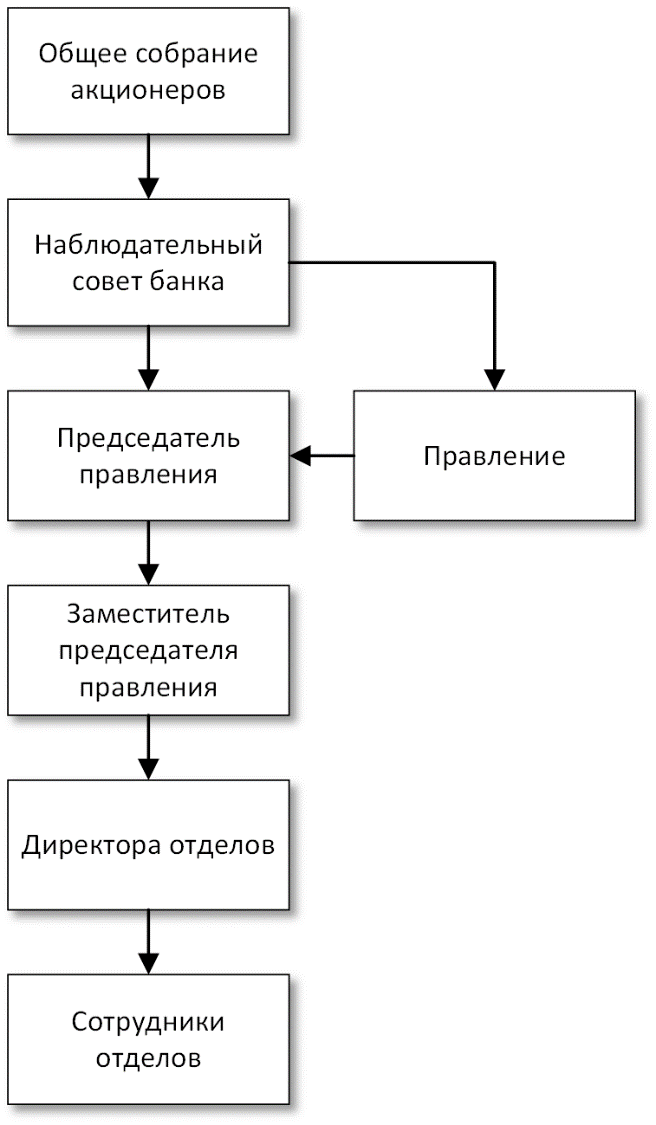 Общее собрание
акционеров
Наблюдательный
совет банка
Председатель
правления
Правление
Заместитель
председателя
правления
Директора отделов
Сотрудники
отделов